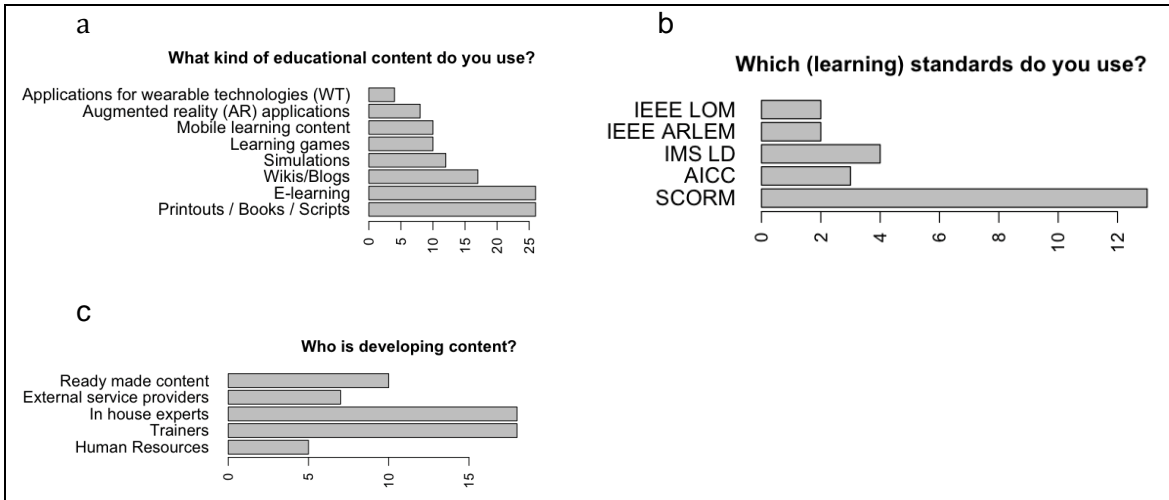 a
What kind of educational content do you use?
Applications for wearable technologies (WT)
Augmented reality (AR) applications
Mobile learning content
Learning games
Simulations
Wikis/Blogs
E-learning
Printouts / Books / Scripts
0 5 10 15 20 25
b
Which (learning) standards do you use?
IEEE LOM
IEEE ARLEM
IMS LD
AICC
SCORM
0 2 4 6 8 10 12
c
Who is developing content?
Ready made content
External service providers
In house experts
Trainers
Human Resources
0 5 10 15